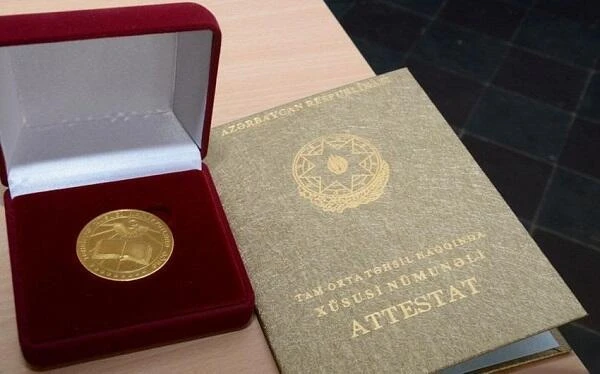 AZƏRBAYCAN RESPUBLİKASI
TAM ORTA TƏHSİL HAQQINDA
XÜSUSİ NÜMUNƏLİ
ATTESTAT